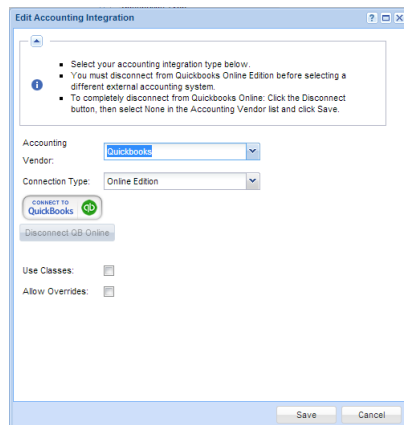 Edit Accounting Integration
Select your accounting integration type below.
You must disconnect from Quickbooks Online Edition before selecting a
different external accounting system.
To completely disconnect from Quickbooks Online: Click the Disconnect
button, then select None in the Accounting Vendor list and click Save.
Accounting
Vendor:
Quickbooks
Connection Type:
Online Edition
CONNECT TO
QuickBooks
qb
Disconnect QB Online
Use Classes:
Allow Overrides:
Save
Cancel